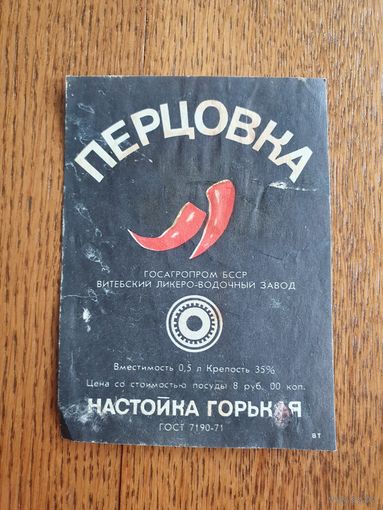 ПЕРЦОВКА
ГОСАГРОПРОМ БССР
ВИТЕБСКИЙ ЛИКЕРО-ВОДОЧНЫЙ ЗАВОД
Вместимость 0,5 л Крепость 35%
Цена со стоимостью посуды 8 руб. 00 коп.
НАСТОЙКА ГОРЬКАЯ
ГОСТ 7190-71
ВТ